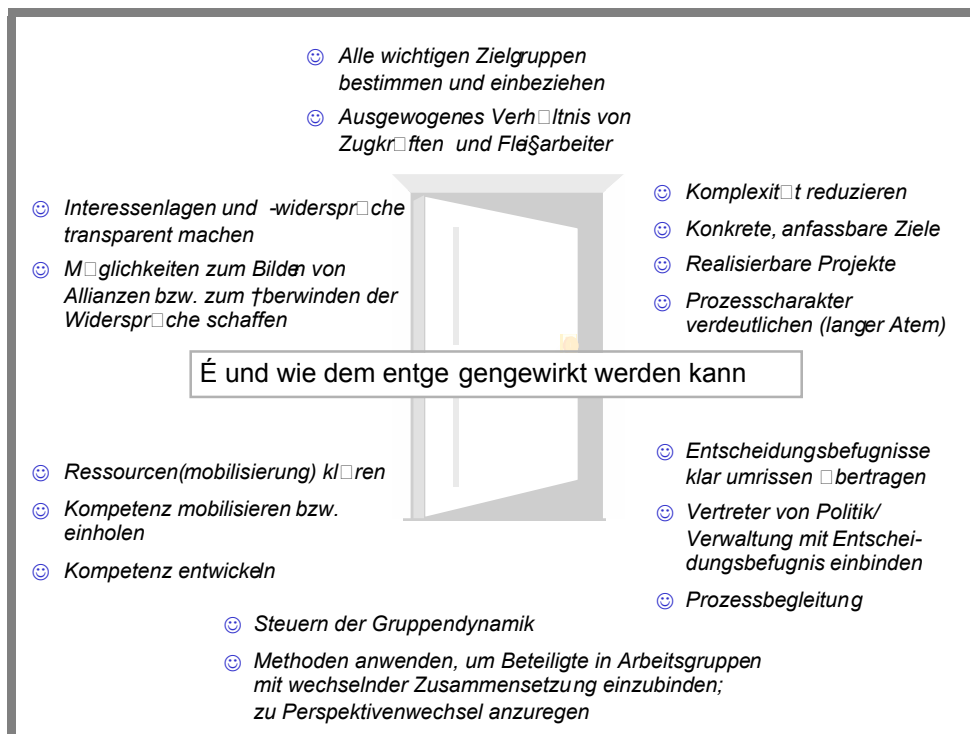 ☺ Alle wichtigen Zielgruppen
bestimmen und einbeziehen
☺ Ausgewogenes Verh□ltnis von
Zugkr□ften und Flei§arbeiter
☺ Interessenlagen und -widerspr□che
transparent machen
☺ M□glichkeiten zum Bilden von
Allianzen bzw. zum †berwinden der
Widerspr□che schaffen
☺ Komplexit□t reduzieren
☺ Konkrete, anfassbare Ziele
☺ Realisierbare Projekte
☺ Prozesscharakter
verdeutlichen (langer Atem)
É und wie dem entge gengewirkt werden kann
☺ Ressourcen(mobilisierung) kl□ren
☺ Kompetenz mobilisieren bzw.
einholen
☺ Kompetenz entwickeln
☺ Entscheidungsbefugnisse
klar umrissen □bertragen
☺ Vertreter von Politik/
Verwaltung mit Entschei-
dungsbefugnis einbinden
☺ Prozessbegleitung
☺ Steuern der Gruppendynamik
☺ Methoden anwenden, um Beteiligte in Arbeitsgruppen
mit wechselnder Zusammensetzung einzubinden;
zu Perspektivenwechsel anzuregen